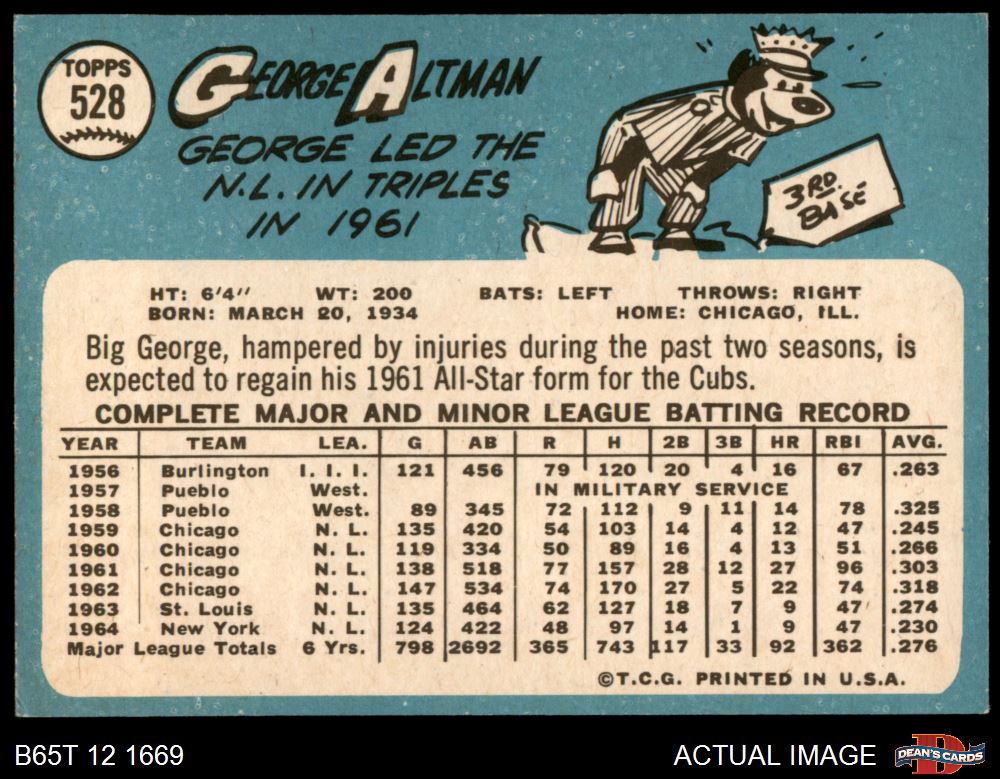 TOPPS
528
GEORGE ALTMAN
GEORGE LED THE
N.L. IN TRIPLES
IN 1961
3RD.
BASE
HT: 6'4" WT: 200 BATS: LEFT THROWS: RIGHT
BORN: MARCH 20, 1934 HOME: CHICAGO, ILL.
Big George, hampered by injuries during the past two seasons, is
expected to regain his 1961 All-Star form for the Cubs.
COMPLETE MAJOR AND MINOR LEAGUE BATTING RECORD
YEAR TEAM LEA. G AB R H 2B 3B HR RBI AVG.
1956 Burlington I. I. I. 121 456 79 120 20 4 16 67 .263
1957 Pueblo West. IN MILITARY SERVICE
1958 Pueblo West. 89 345 72 112 9 11 14 78 .325
1959 Chicago N. L. 135 420 54 103 14 4 12 47 .245
1960 Chicago N. L. 119 334 50 89 16 4 13 51 .266
1961 Chicago N. L. 138 518 77 157 28 12 27 96 .303
1962 Chicago N. L. 147 534 74 170 27 5 22 74 .318
1963 St. Louis N. L. 135 464 62 127 18 7 9 47 .274
1964 New York N. L. 124 422 48 97 14 1 9 47 .230
Major League Totals 6 Yrs. 798 2692 365 743 117 33 92 362 .276
©T.C.G. PRINTED IN U.S.A.
B65T 12 1669 ACTUAL IMAGE DEAN'S CARDS